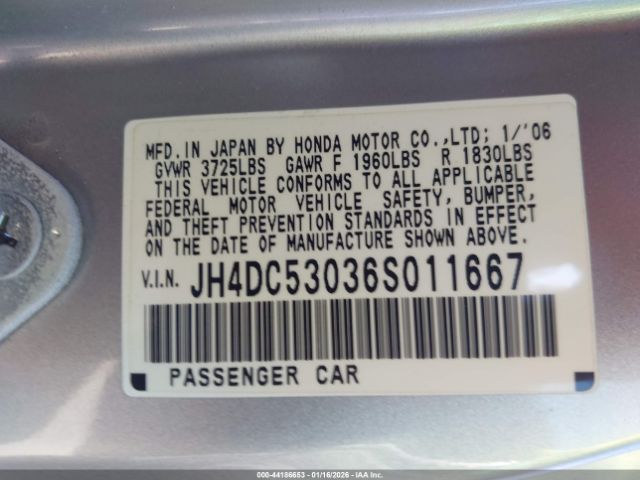 MFD. IN JAPAN BY HONDA MOTOR CO.,LTD; 1/'06
GVWR 3725LBS GAWR F 1960LBS R 1830LBS
THIS VEHICLE CONFORMS TO ALL APPLICABLE
FEDERAL MOTOR VEHICLE SAFETY, BUMPER,
AND THEFT PREVENTION STANDARDS IN EFFECT
ON THE DATE OF MANUFACTURE SHOWN ABOVE.
V.I.N. JH4DC53036S011667
PASSENGER CAR
000-44186653 | 01/16/2026 - IAA Inc.